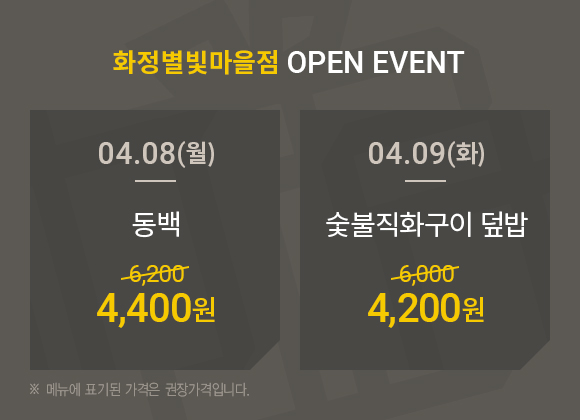 화정별빛마을점 OPEN EVENT
04.08(월)
동백
6,200
4,400원
04.09(화)
숯불직화구이 덮밥
6,000
4,200원
※ 메뉴에 표기된 가격은 권장가격입니다.